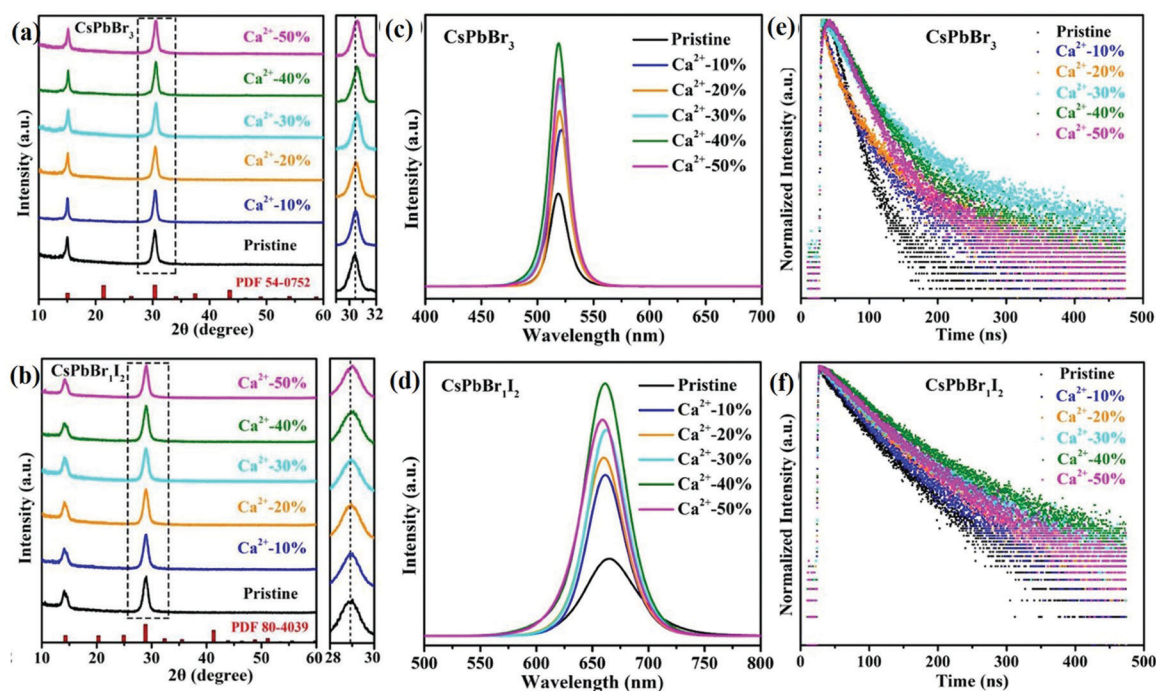 (a)
CsPbBr₃
Ca²⁺-50%
Ca²⁺-40%
Ca²⁺-30%
Ca²⁺-20%
Ca²⁺-10%
Pristine
PDF 54-0752
Intensity (a.u.)
10 20 30 40 50 60
30 32
2θ (degree)
(c)
CsPbBr₃
Pristine
Ca²⁺-10%
Ca²⁺-20%
Ca²⁺-30%
Ca²⁺-40%
Ca²⁺-50%
Intensity (a.u.)
400 500 600 700
Wavelength (nm)
(e)
CsPbBr₃
Pristine
Ca²⁺-10%
Ca²⁺-20%
Ca²⁺-30%
Ca²⁺-40%
Ca²⁺-50%
Normalized Intensity (a.u.)
0 100 200 300 400 500
Time (ns)
(b)
CsPbBr₁I₂
Ca²⁺-50%
Ca²⁺-40%
Ca²⁺-30%
Ca²⁺-20%
Ca²⁺-10%
Pristine
PDF 80-4039
Intensity (a.u.)
10 20 30 40 50 60
28 30
2θ (degree)
(d)
CsPbBr₁I₂
Pristine
Ca²⁺-10%
Ca²⁺-20%
Ca²⁺-30%
Ca²⁺-40%
Ca²⁺-50%
Intensity (a.u.)
500 550 600 650 700 750 800
Wavelength (nm)
(f)
CsPbBr₁I₂
Pristine
Ca²⁺-10%
Ca²⁺-20%
Ca²⁺-30%
Ca²⁺-40%
Ca²⁺-50%
Normalized Intensity (a.u.)
0 100 200 300 400 500
Time (ns)